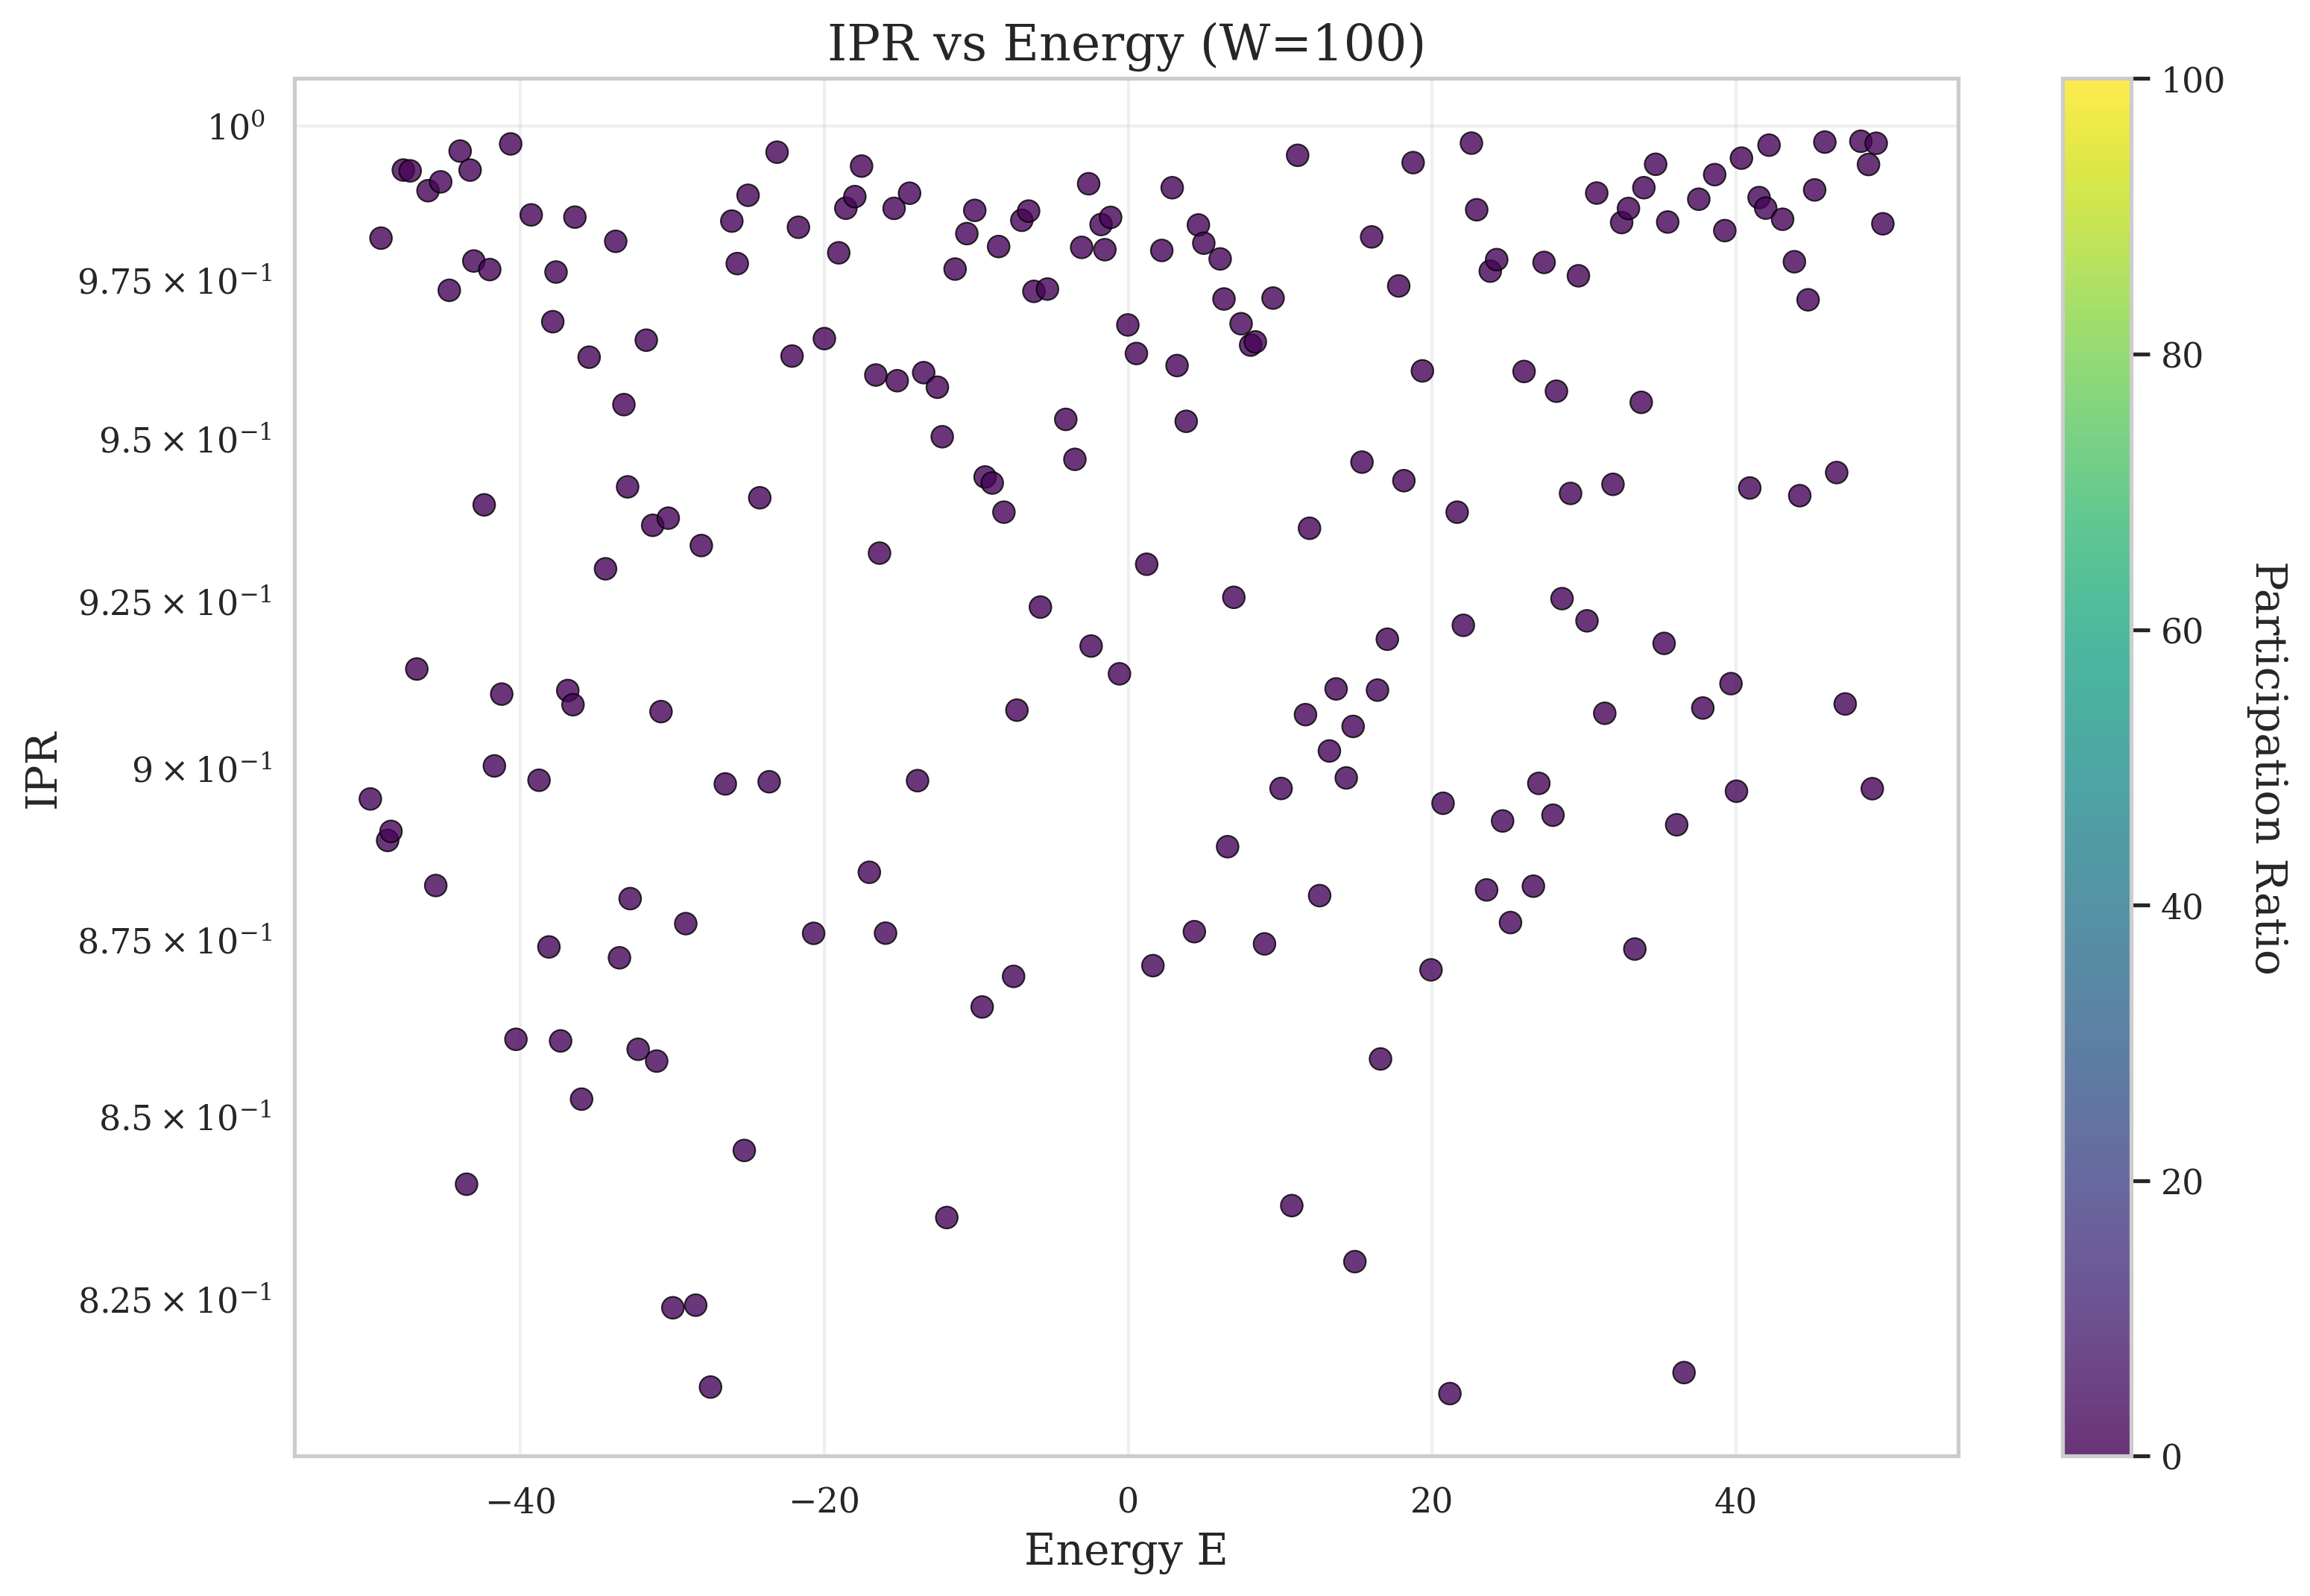 IPR vs Energy (W=100)
10⁰
9.75 × 10⁻¹
9.5 × 10⁻¹
9.25 × 10⁻¹
9 × 10⁻¹
8.75 × 10⁻¹
8.5 × 10⁻¹
8.25 × 10⁻¹
IPR
−40
−20
0
20
40
Energy E
100
80
60
40
20
0
Participation Ratio